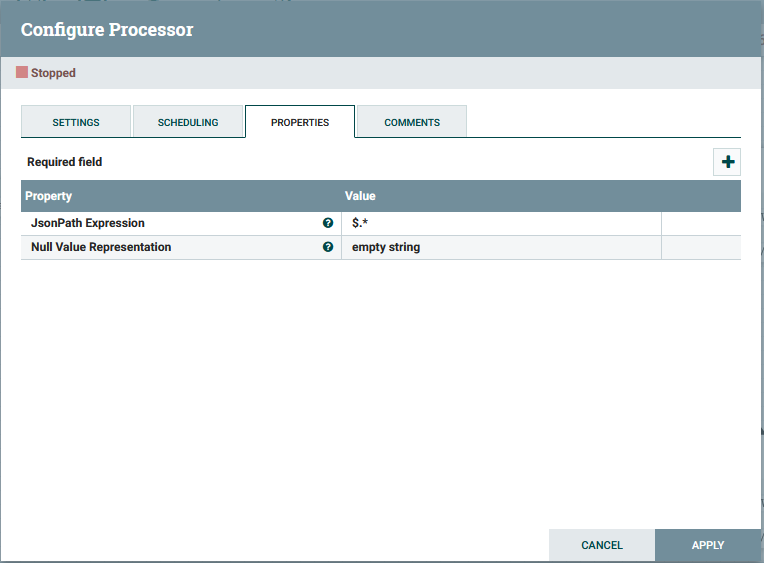 Configure Processor
Stopped
SETTINGS SCHEDULING PROPERTIES COMMENTS
Required field
Property Value
JsonPath Expression $.*
Null Value Representation empty string
CANCEL APPLY